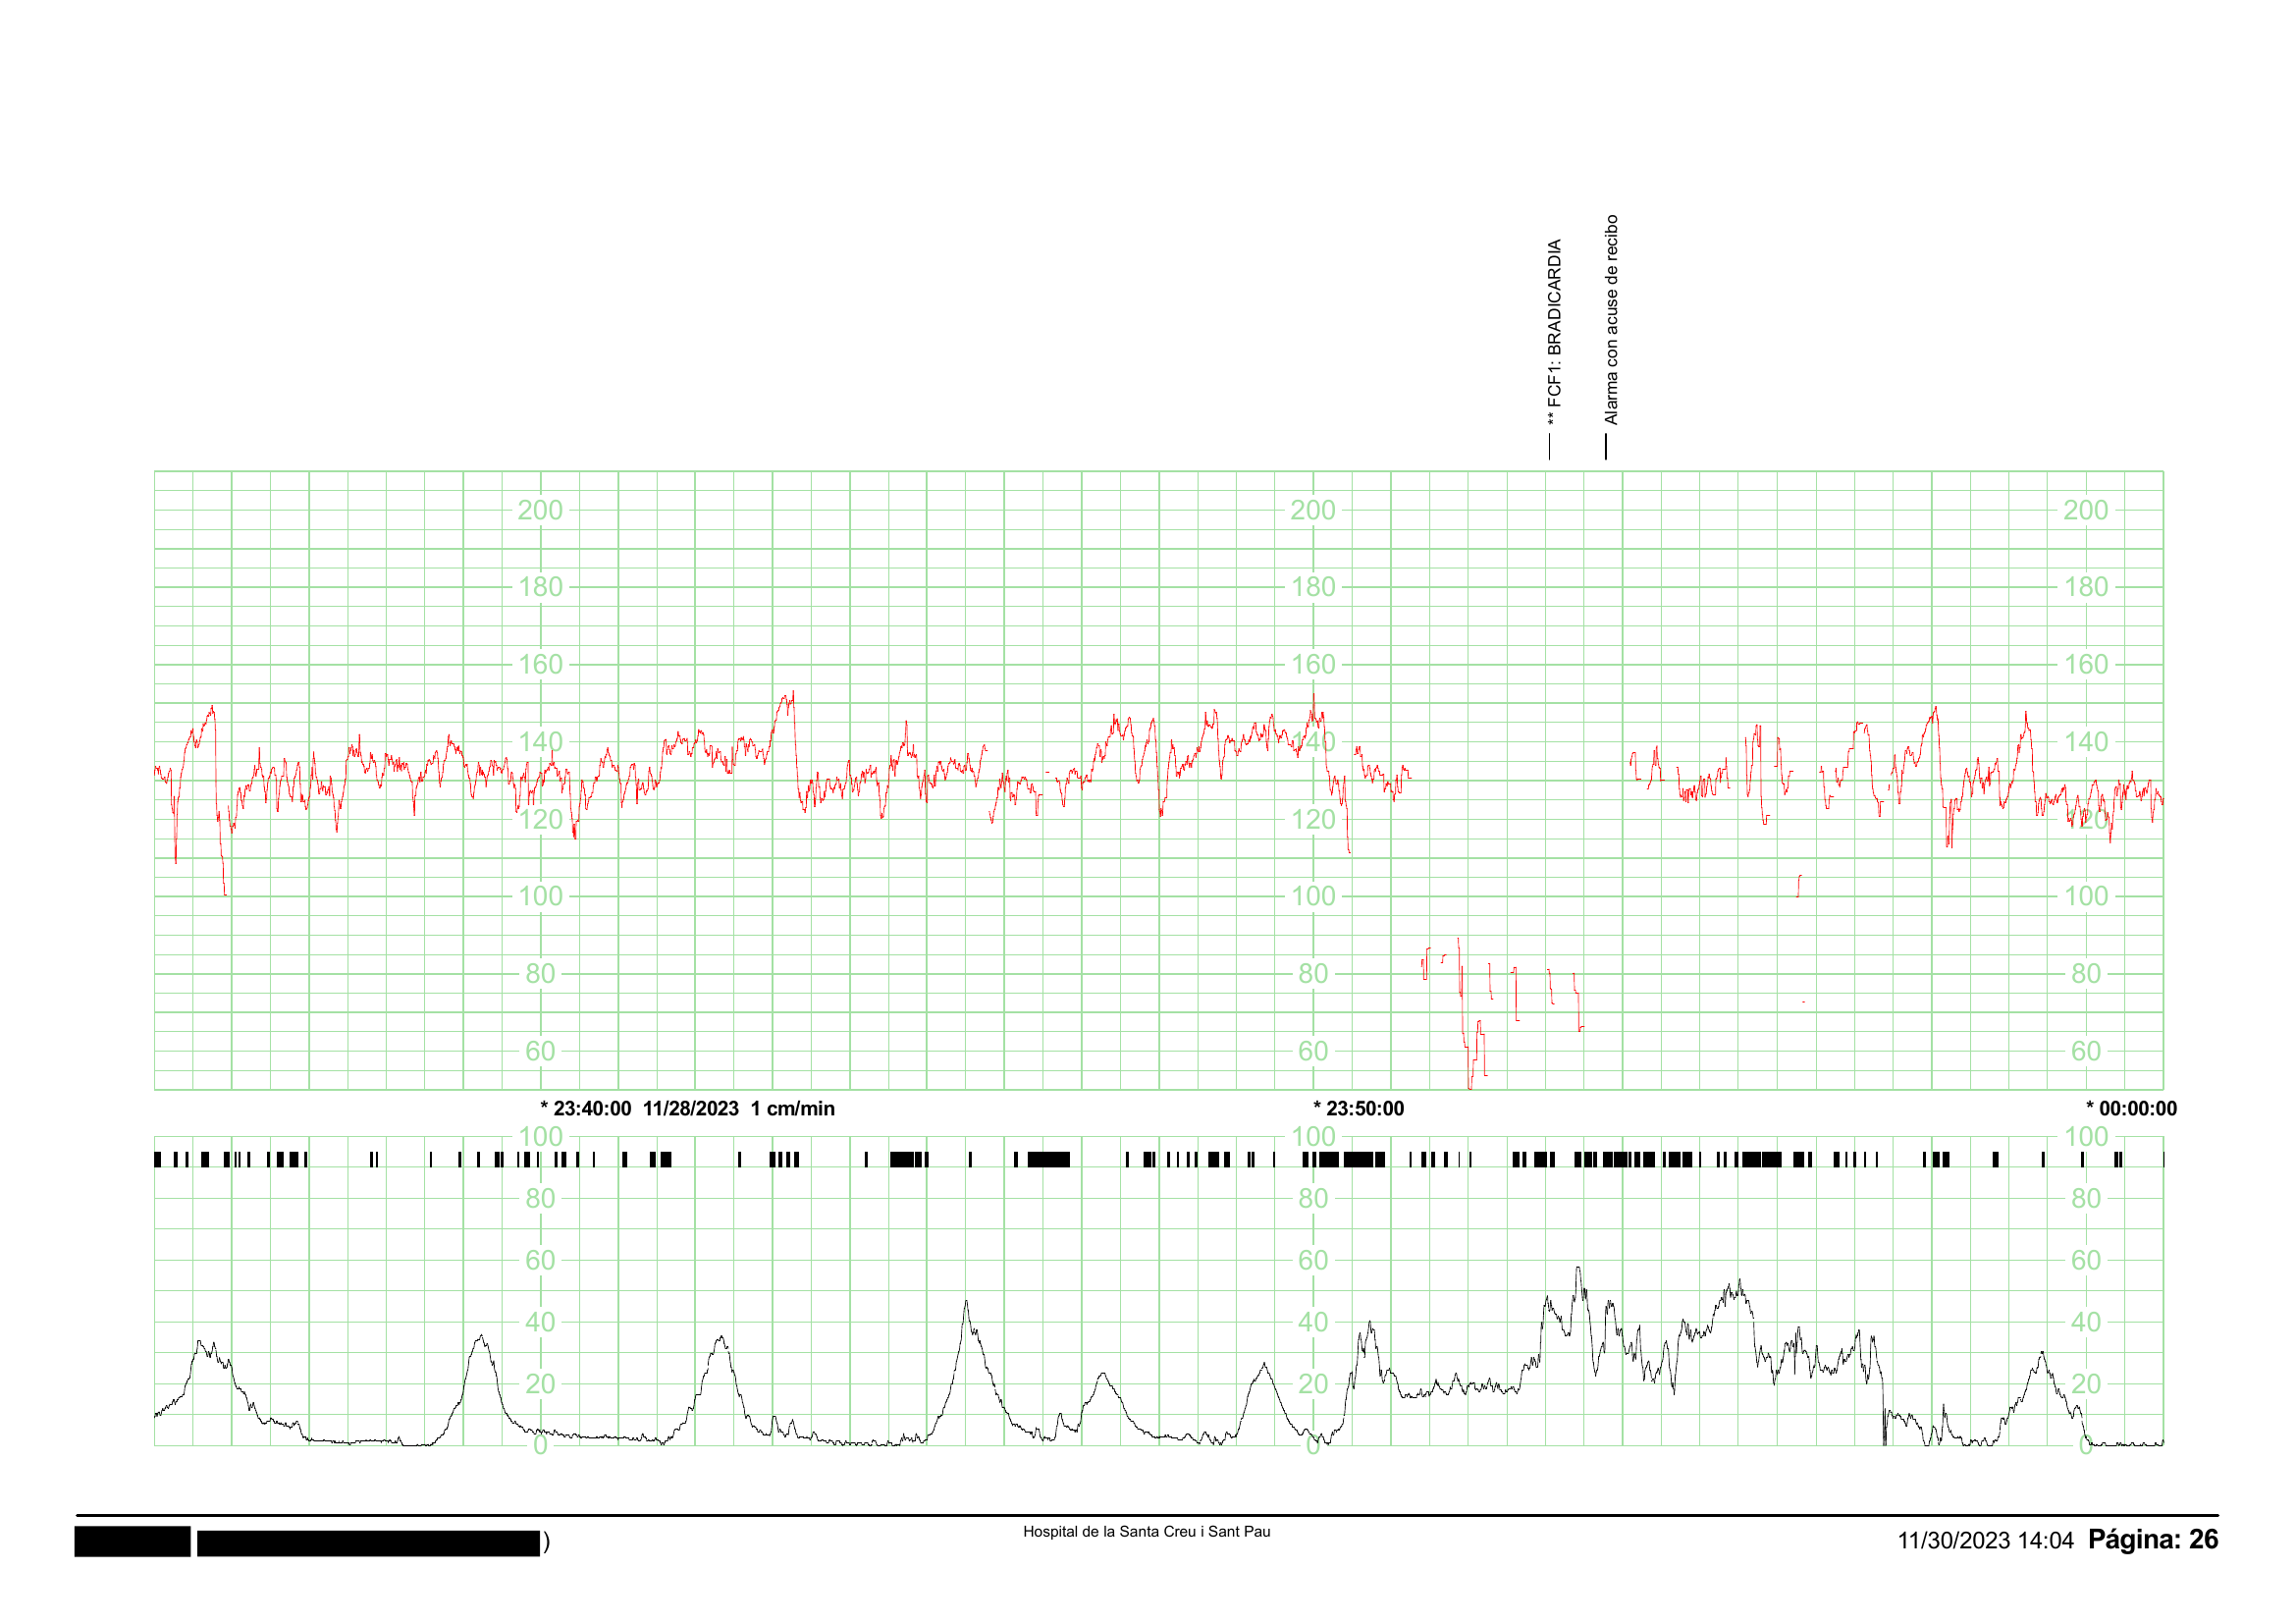 ** FCF1: BRADICARDIA
Alarma con acuse de recibo
200 200 200
180 180 180
160 160 160
140 140 140
120 120 120
100 100 100
80 80 80
60 60 60
* 23:40:00 11/28/2023 1 cm/min * 23:50:00 * 00:00:00
100 100 100
80 80 80
60 60 60
40 40 40
20 20 20
0 0 0
)
Hospital de la Santa Creu i Sant Pau
11/30/2023 14:04 Página: 26